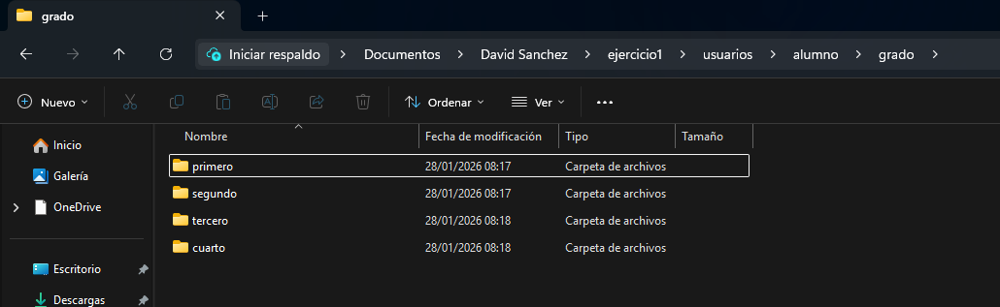 grado
Iniciar respaldo > Documentos > David Sanchez > ejercicio1 > usuarios > alumno > grado >
Nuevo Ordenar Ver ...
Nombre Fecha de modificación Tipo Tamaño
Inicio
Galería
OneDrive
Escritorio
Descargas
primero 28/01/2026 08:17 Carpeta de archivos
segundo 28/01/2026 08:17 Carpeta de archivos
tercero 28/01/2026 08:18 Carpeta de archivos
cuarto 28/01/2026 08:18 Carpeta de archivos